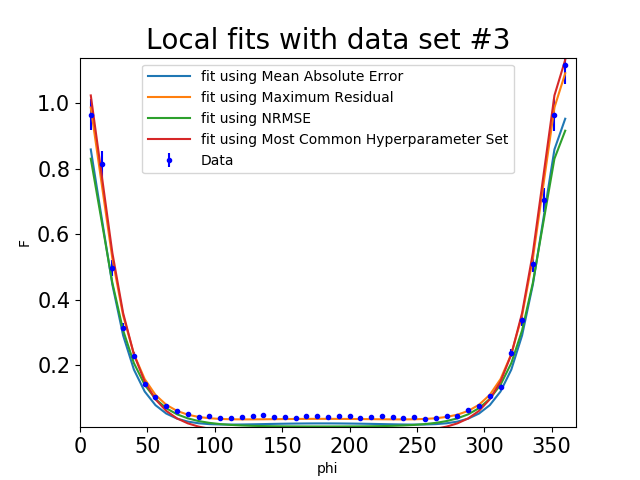 Local fits with data set #3
fit using Mean Absolute Error
fit using Maximum Residual
fit using NRMSE
fit using Most Common Hyperparameter Set
Data
F
1.0
0.8
0.6
0.4
0.2
0 50 100 150 200 250 300 350
phi